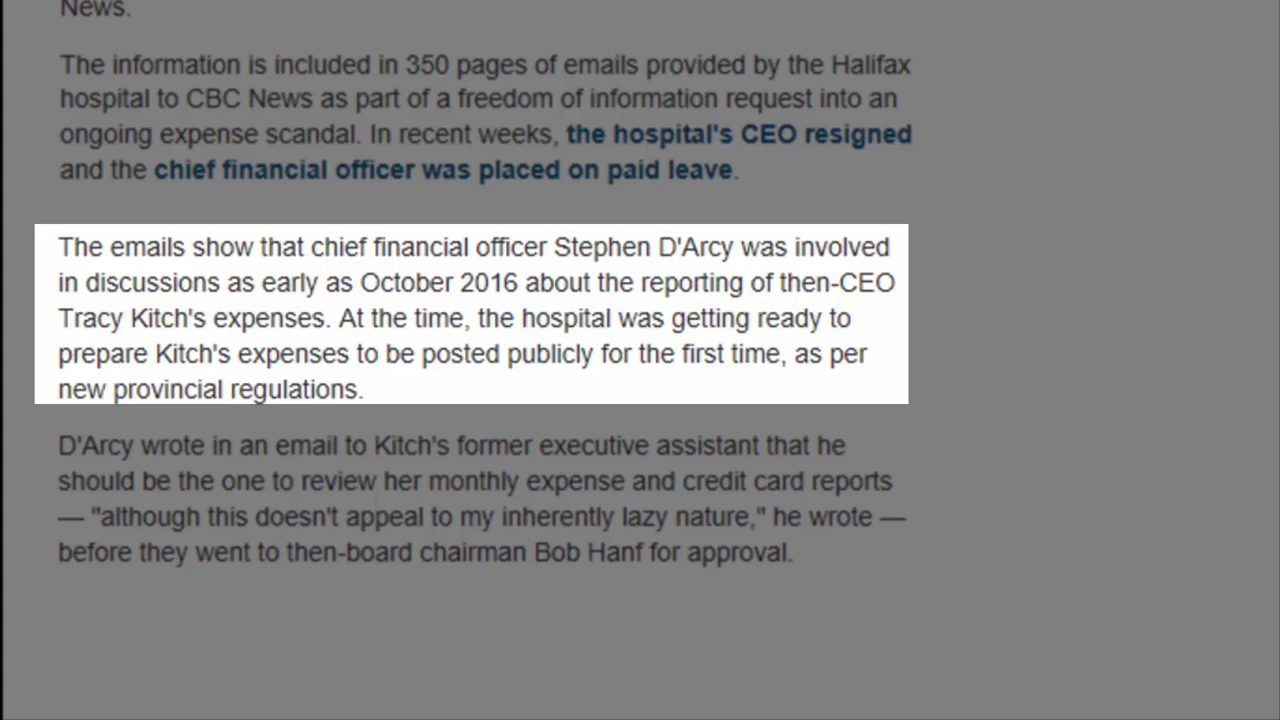 News.
The information is included in 350 pages of emails provided by the Halifax
hospital to CBC News as part of a freedom of information request into an
ongoing expense scandal. In recent weeks, the hospital's CEO resigned
and the chief financial officer was placed on paid leave.
The emails show that chief financial officer Stephen D'Arcy was involved
in discussions as early as October 2016 about the reporting of then-CEO
Tracy Kitch's expenses. At the time, the hospital was getting ready to
prepare Kitch's expenses to be posted publicly for the first time, as per
new provincial regulations.
D'Arcy wrote in an email to Kitch's former executive assistant that he
should be the one to review her monthly expense and credit card reports
— "although this doesn't appeal to my inherently lazy nature," he wrote —
before they went to then-board chairman Bob Hanf for approval.